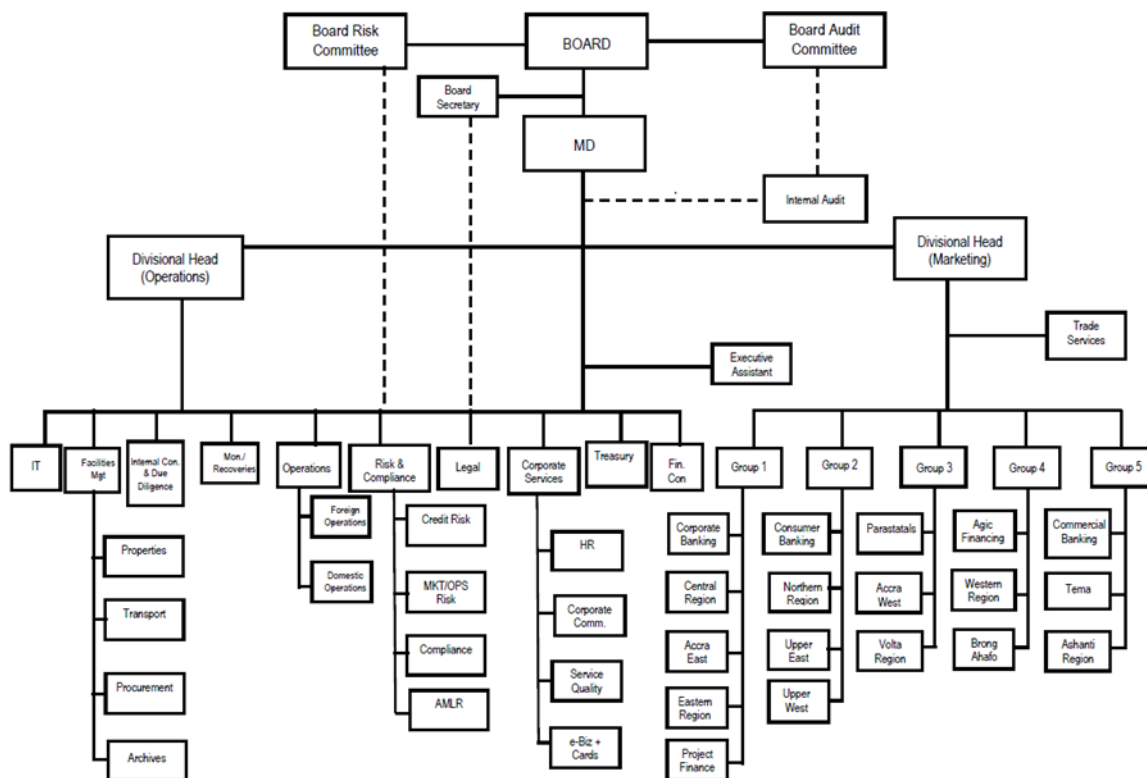 Board Risk
Committee
BOARD
Board Audit
Committee
Board
Secretary
MD
Internal Audit
Divisional Head
(Operations)
Divisional Head
(Marketing)
Trade
Services
Executive
Assistant
IT
Facilities
Mgt
Internal Con.
& Due
Diligence
Mon./
Recoveries
Operations
Risk &
Compliance
Legal
Corporate
Services
Treasury
Fin.
Con
Group 1
Group 2
Group 3
Group 4
Group 5
Properties
Transport
Procurement
Archives
Foreign
Operations
Domestic
Operations
Credit Risk
MKT/OPS
Risk
Compliance
AMLR
HR
Corporate
Comm.
Service
Quality
e-Biz +
Cards
Corporate
Banking
Central
Region
Accra
East
Eastern
Region
Project
Finance
Consumer
Banking
Northern
Region
Upper
East
Upper
West
Parastatals
Accra
West
Volta
Region
Agic
Financing
Western
Region
Brong
Ahafo
Commercial
Banking
Tema
Ashanti
Region